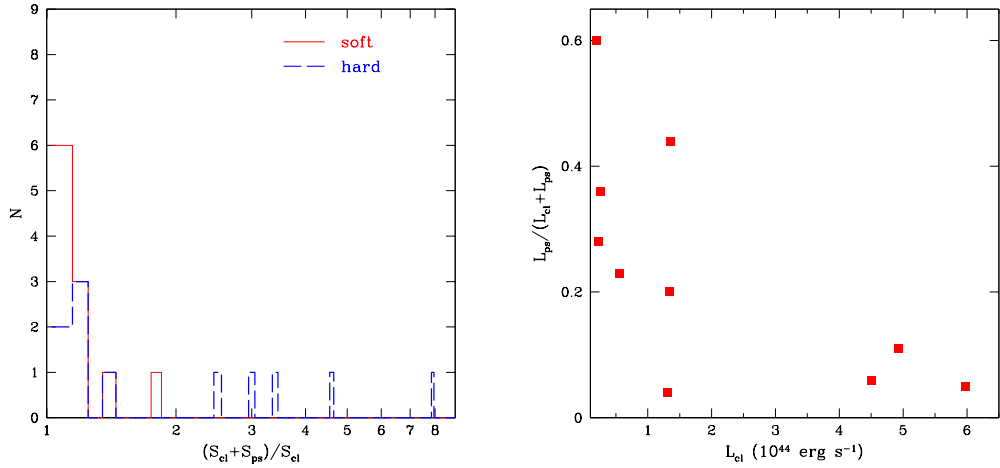 9
8
7
6
5
4
3
2
1
0
N
soft
hard
1 2 3 4 5 6 7 8
(S_cl+S_ps)/S_cl
0.6
0.4
0.2
0
L_ps/(L_cl+L_ps)
1 2 3 4 5 6
L_cl (10^44 erg s^-1)